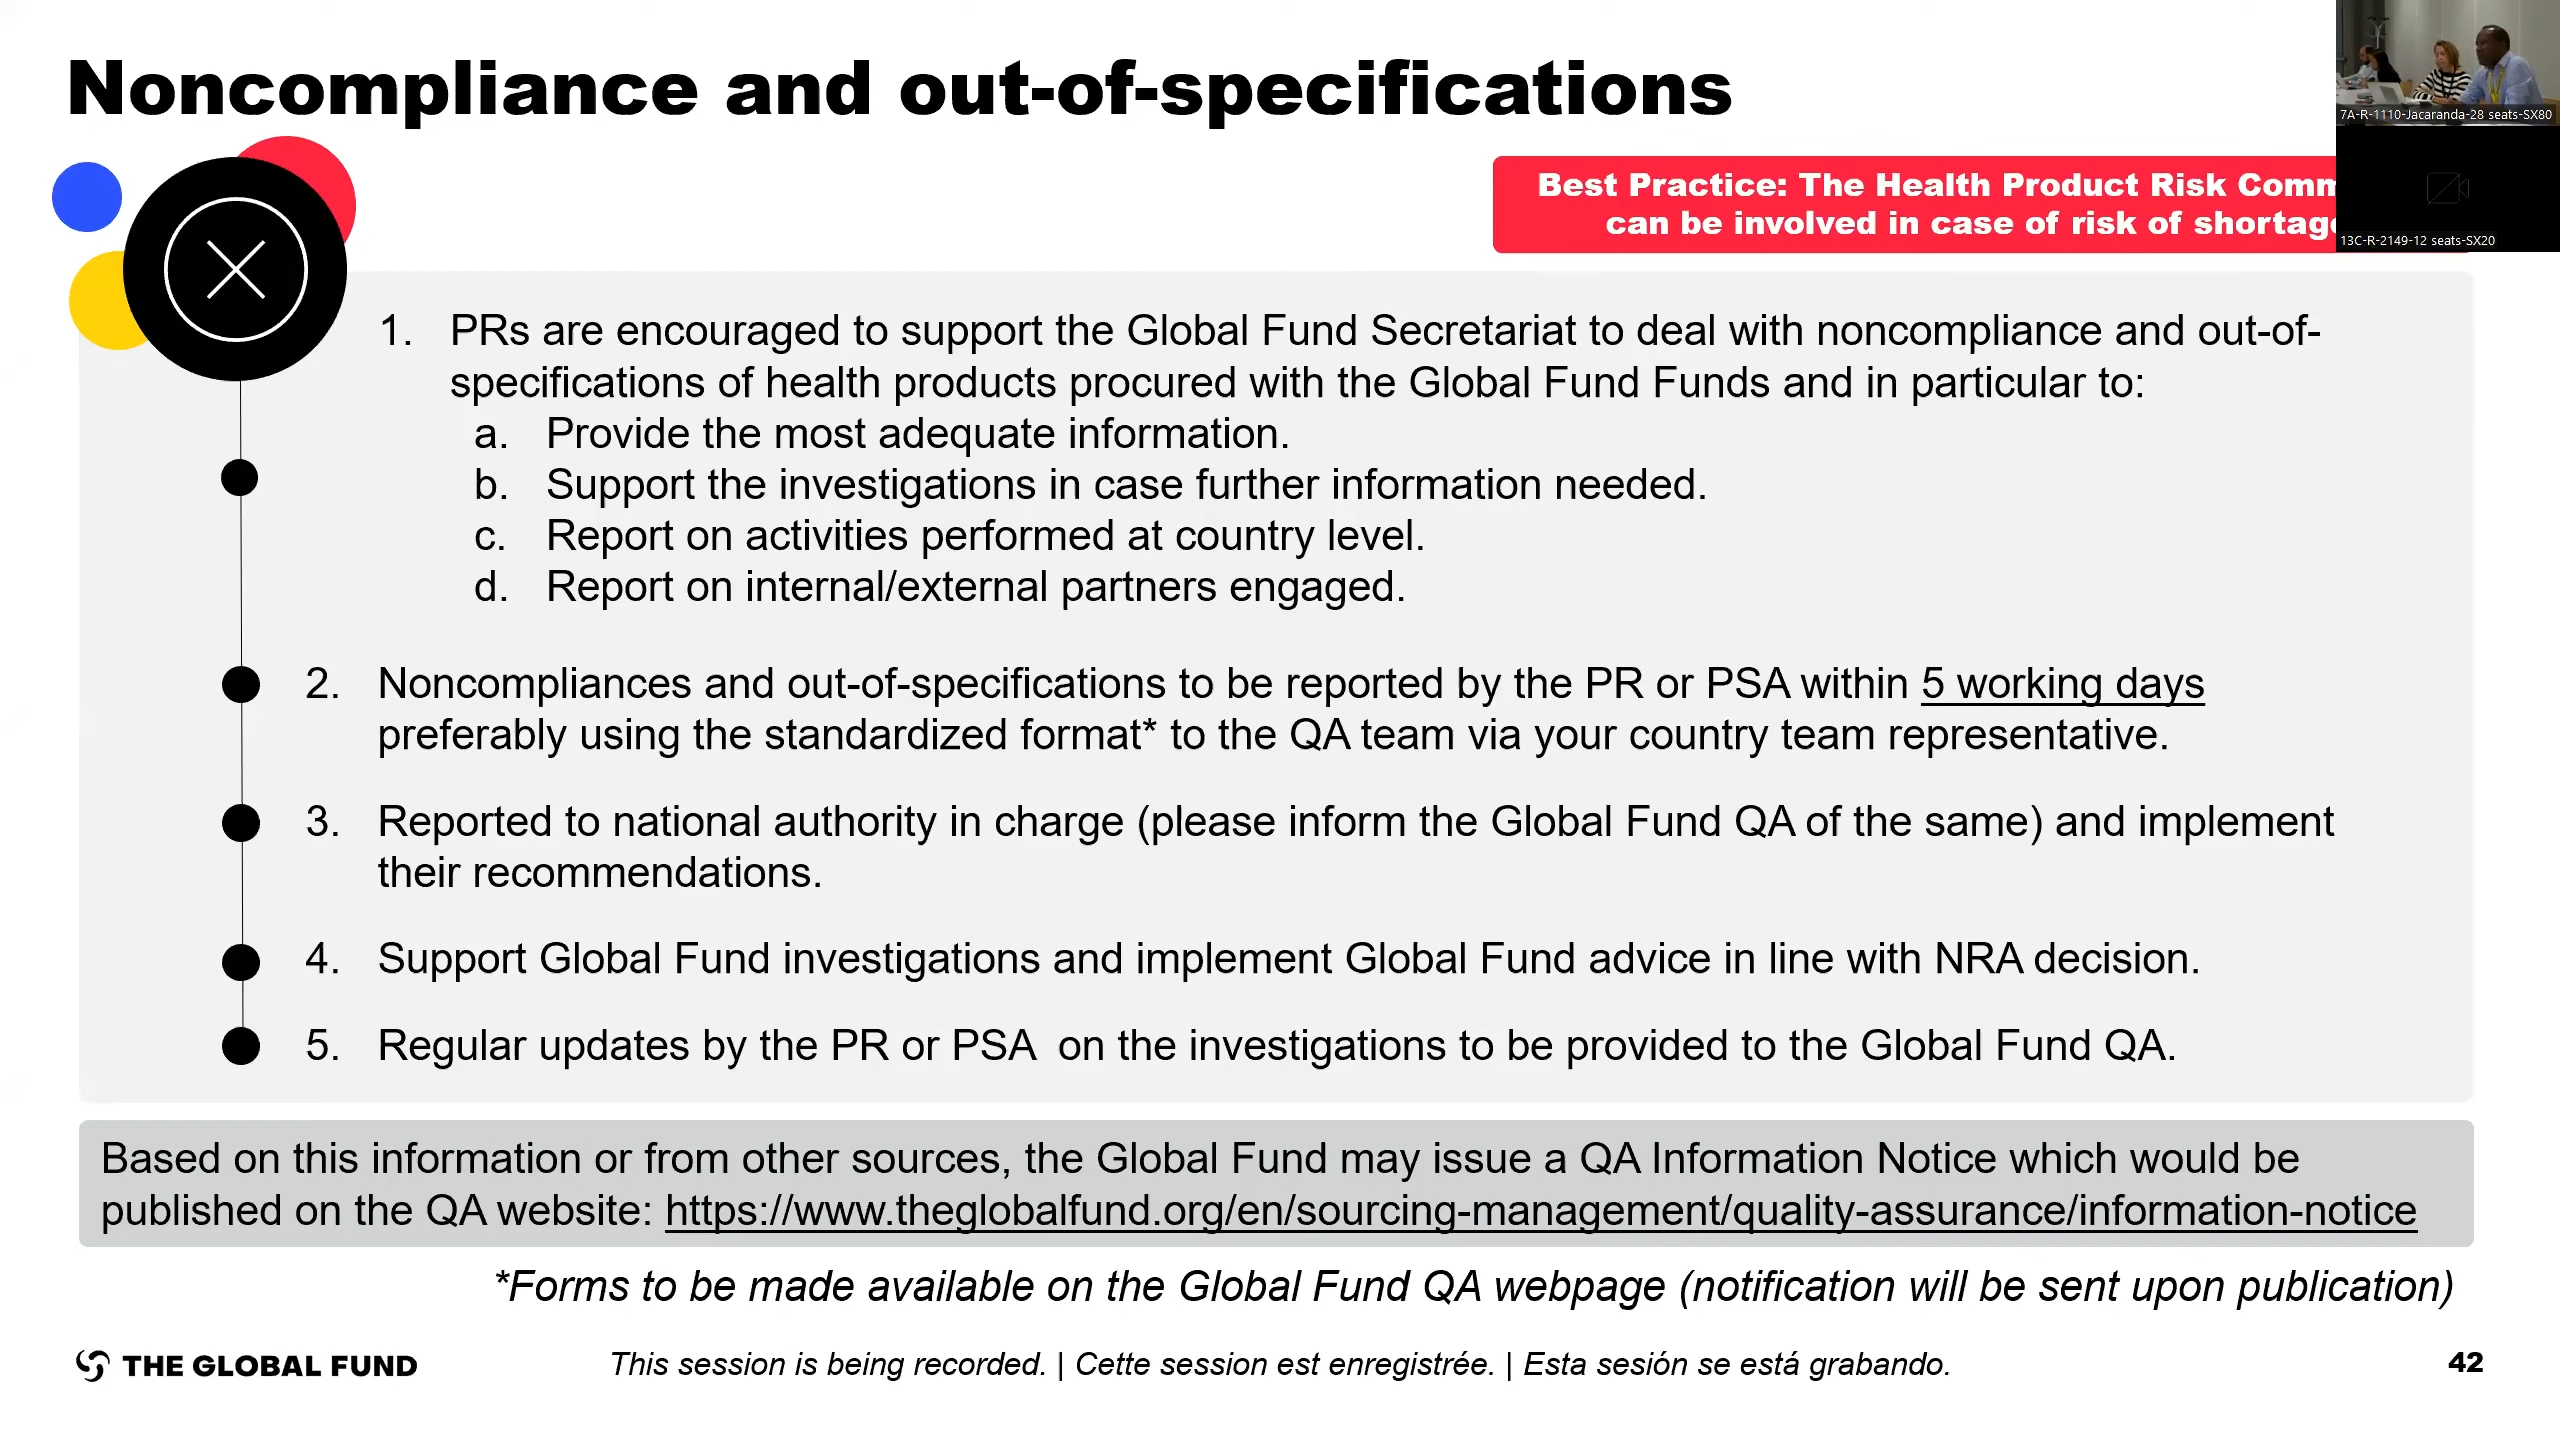 Noncompliance and out-of-specifications
7A-R-1110-Jacaranda-28 seats-SX80
Best Practice: The Health Product Risk
can be involved in case of risk of
13C-R-2149-12 seats-SX20
1. PRs are encouraged to support the Global Fund Secretariat to deal with noncompliance and out-of-
specifications of health products procured with the Global Fund Funds and in particular to:
a. Provide the most adequate information.
b. Support the investigations in case further information needed.
c. Report on activities performed at country level.
d. Report on internal/external partners engaged.
2. Noncompliances and out-of-specifications to be reported by the PR or PSA within 5 working days
preferably using the standardized format* to the QA team via your country team representative.
3. Reported to national authority in charge (please inform the Global Fund QA of the same) and implement
their recommendations.
4. Support Global Fund investigations and implement Global Fund advice in line with NRA decision.
5. Regular updates by the PR or PSA on the investigations to be provided to the Global Fund QA.
Based on this information or from other sources, the Global Fund may issue a QA Information Notice which would be
published on the QA website: https://www.theglobalfund.org/en/sourcing-management/quality-assurance/information-notice
*Forms to be made available on the Global Fund QA webpage (notification will be sent upon publication)
THE GLOBAL FUND
This session is being recorded. | Cette session est enregistrée. | Esta sesión se está grabando.
42